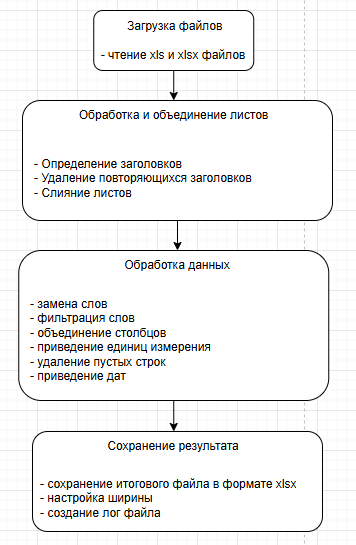 Загрузка файлов
- чтение xls и xlsx файлов
Обработка и объединение листов
- Определение заголовков
- Удаление повторяющихся заголовков
- Слияние листов
Обработка данных
- замена слов
- фильтрация слов
- объединение столбцов
- приведение единиц измерения
- удаление пустых строк
- приведение дат
Сохранение результата
- сохранение итогового файла в формате xlsx
- настройка ширины
- создание лог файла